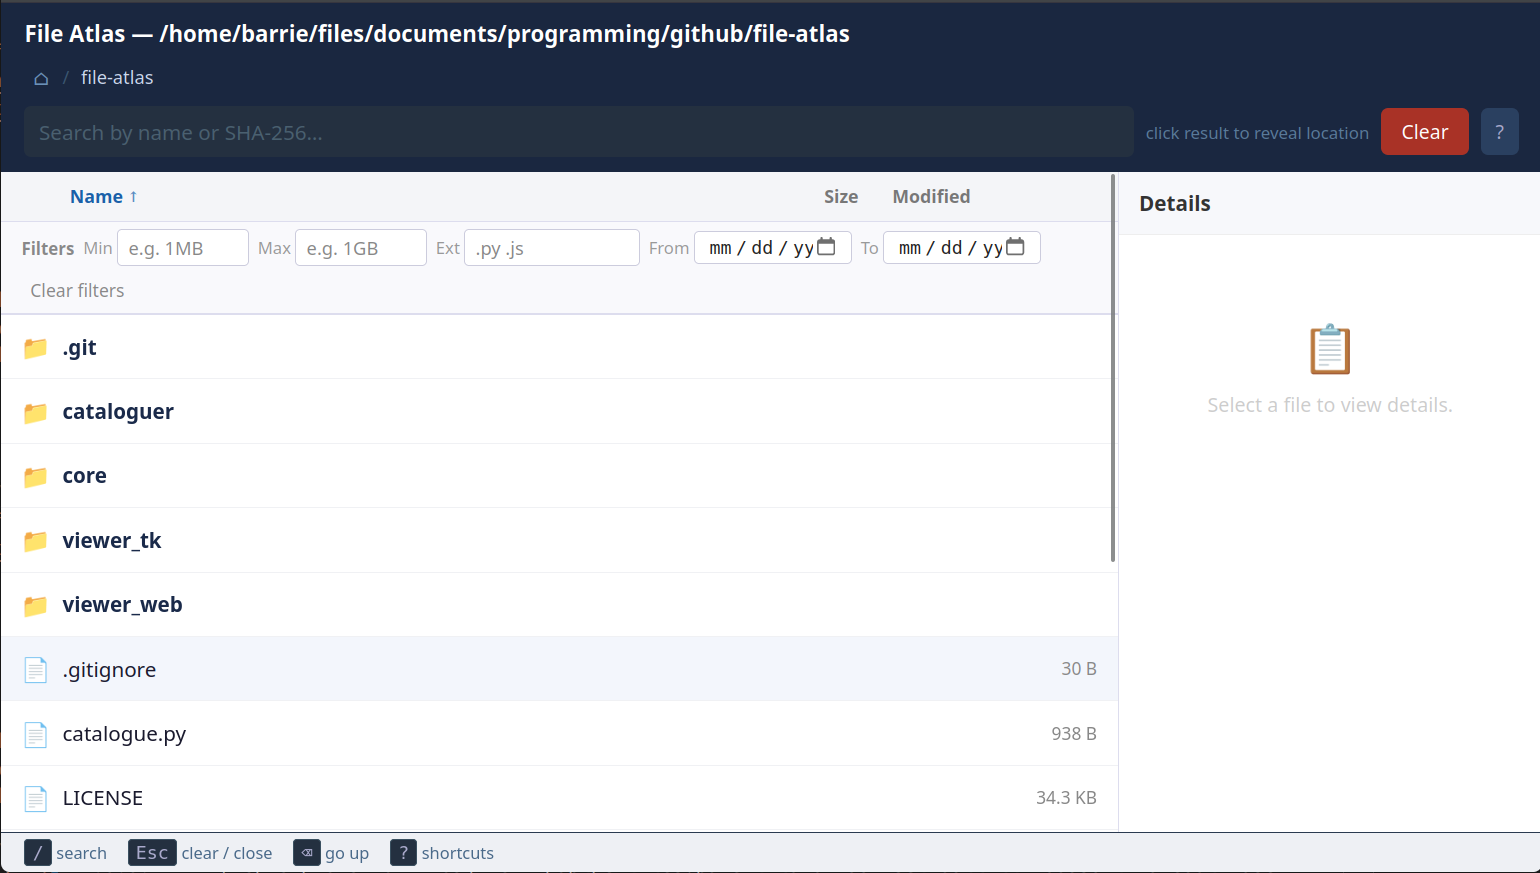 File Atlas — /home/barrie/files/documents/programming/github/file-atlas
/ file-atlas
Search by name or SHA-256...
click result to reveal location
Clear
?
Name ↑
Size
Modified
Filters Min e.g. 1MB Max e.g. 1GB Ext .py .js From mm / dd / yy To mm / dd / yy
Clear filters
.git
cataloguer
core
viewer_tk
viewer_web
.gitignore 30 B
catalogue.py 938 B
LICENSE 34.3 KB
Details
Select a file to view details.
/ search Esc clear / close ⌫ go up ? shortcuts